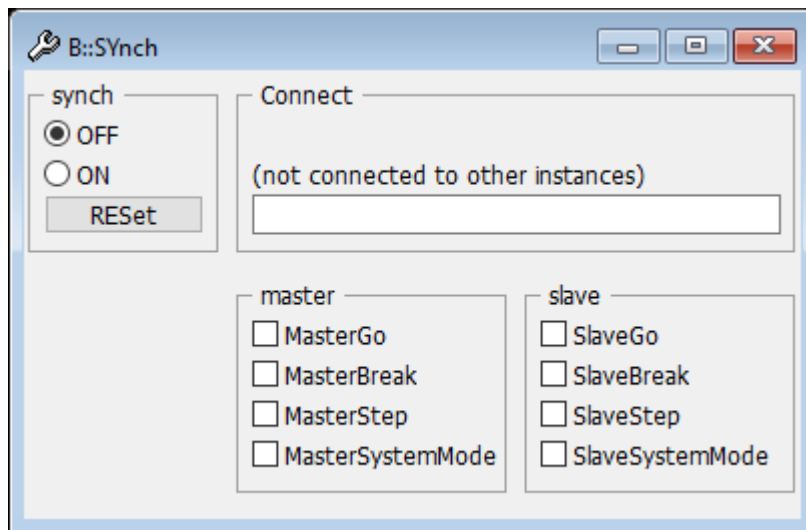 B::SYnch
synch
OFF
ON
RESet
Connect
(not connected to other instances)
master
MasterGo
MasterBreak
MasterStep
MasterSystemMode
slave
SlaveGo
SlaveBreak
SlaveStep
SlaveSystemMode